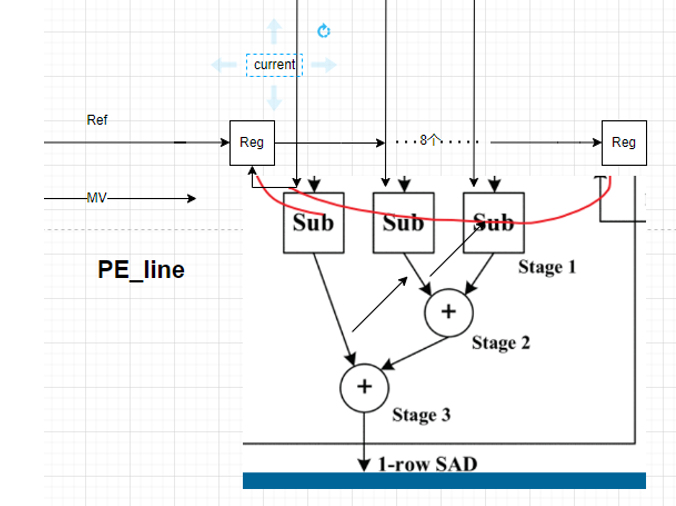 current
Ref
Reg
····8个·····
Reg
MV
Sub
Sub
Sub
PE_line
Stage 1
+
Stage 2
+
Stage 3
1-row SAD